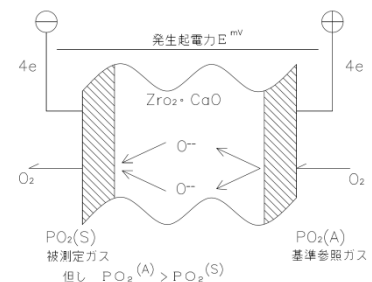 ⊖ ⊕
発生起電力E mV
4e 4e
Zro₂・CaO
O⁻⁻
O⁻⁻
O₂ O₂
PO₂(S) PO₂(A)
被測定ガス 基準参照ガス
但し PO₂(A)>PO₂(S)